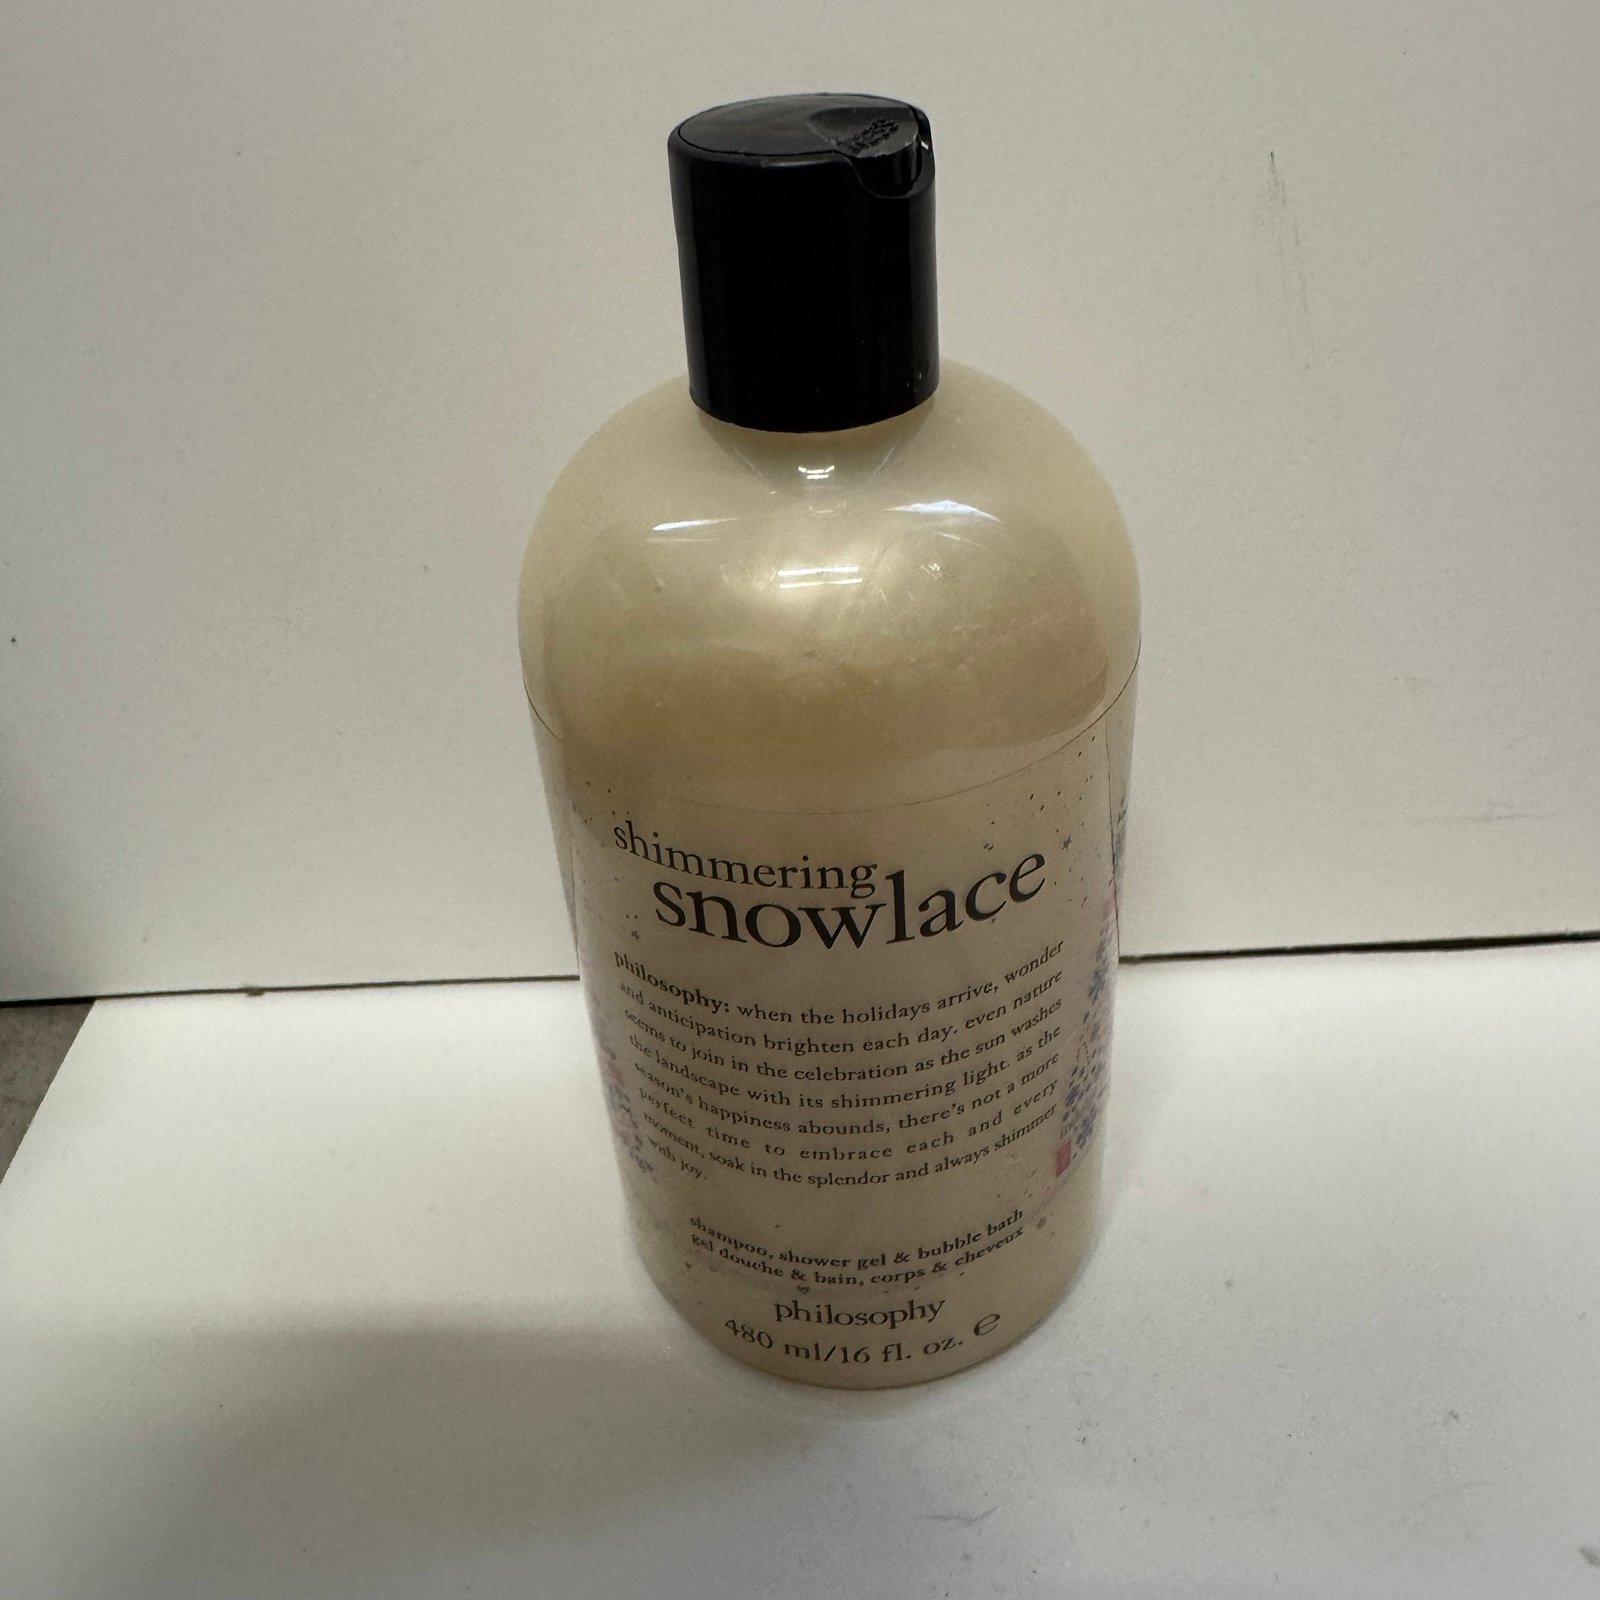 shimmering
snowlace
philosophy: when the holidays arrive, wonder
and anticipation brighten each day. even nature
seems to join in the celebration as the sun washes
the landscape with its shimmering light. as the
season's happiness abounds, there's not a more
perfect time to embrace each and every
moment, soak in the splendor and always shimmer
with joy.
shampoo, shower gel & bubble bath
gel douche & bain, corps & cheveux
philosophy
480 ml/16 fl. oz. ℮